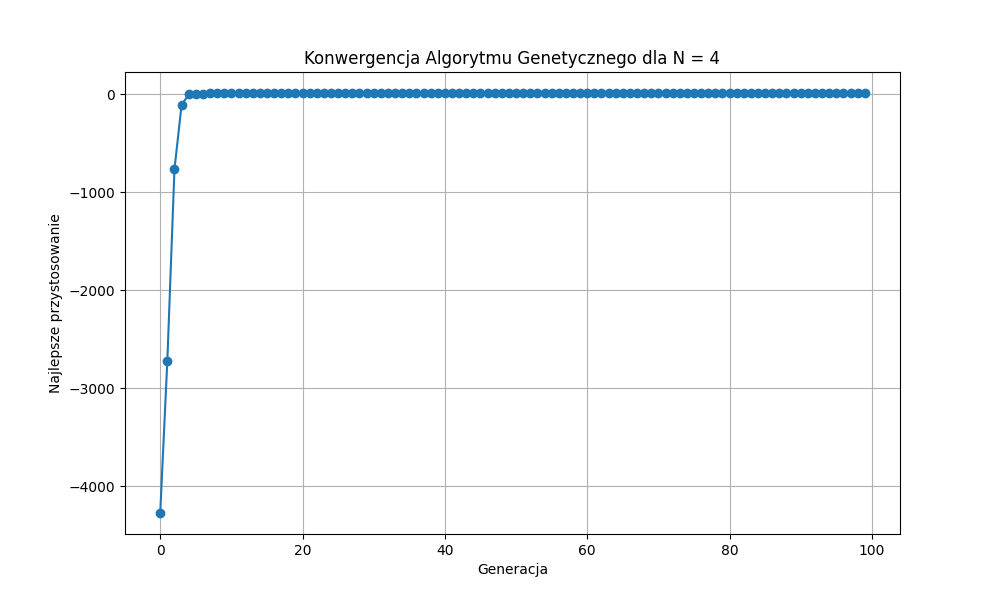 Konwergencja Algorytmu Genetycznego dla N = 4
Najlepsze przystosowanie
0
−1000
−2000
−3000
−4000
0 20 40 60 80 100
Generacja